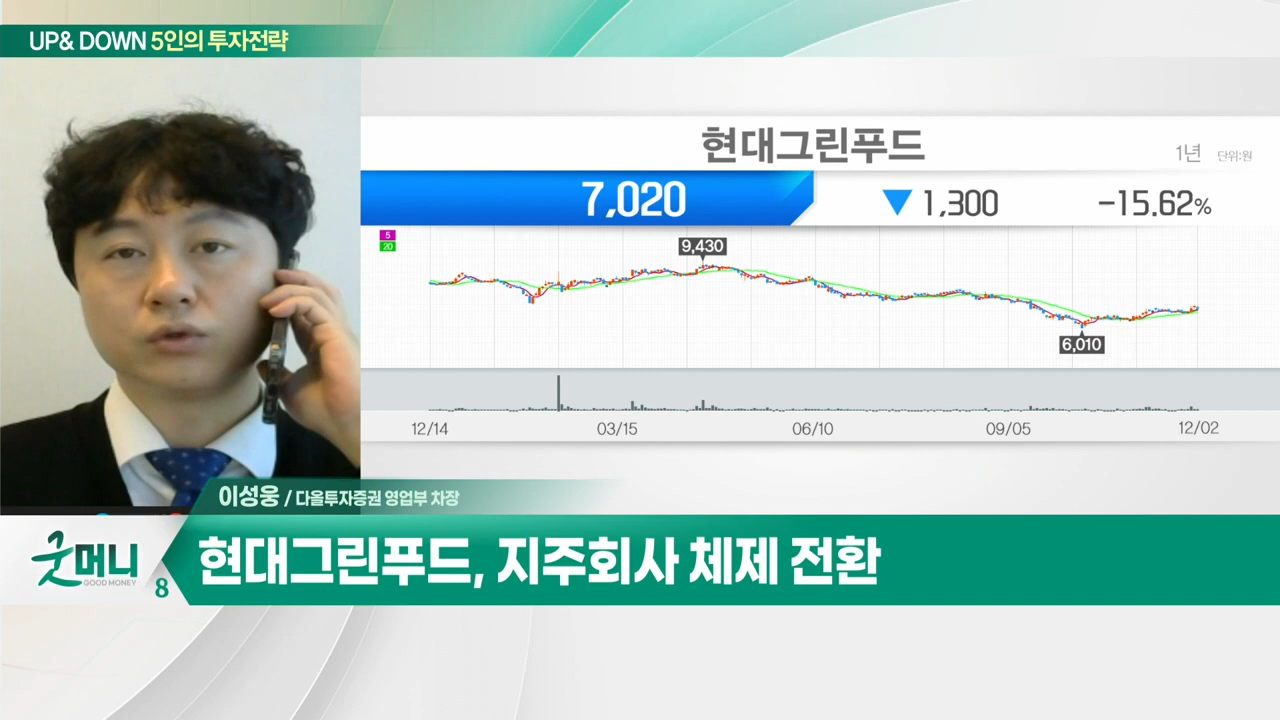 UP& DOWN 5인의 투자전략
현대그린푸드
1년 단위:원
7,020 ▼ 1,300 -15.62%
5
20
9,430
6,010
12/14 03/15 06/10 09/05 12/02
이성웅 / 다올투자증권 영업부 차장
굿머니
GOOD MONEY
8
현대그린푸드, 지주회사 체제 전환